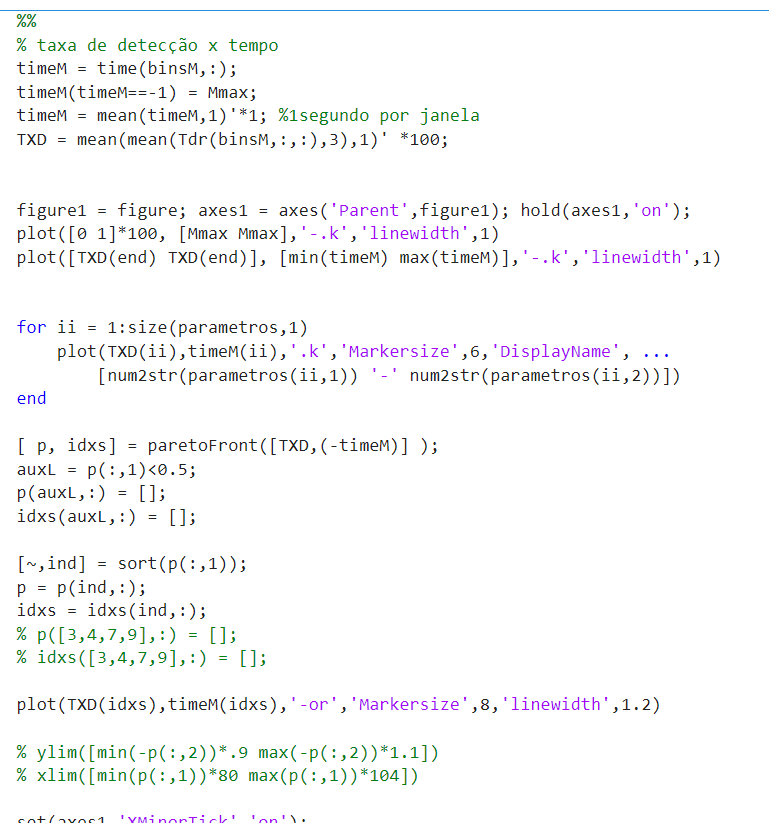 %%
% taxa de detecção x tempo
timeM = time(binsM,:);
timeM(timeM==-1) = Mmax;
timeM = mean(timeM,1)'*1; %1segundo por janela
TXD = mean(mean(Tdr(binsM,:,:),3),1)' *100;
figure1 = figure; axes1 = axes('Parent',figure1); hold(axes1,'on');
plot([0 1]*100, [Mmax Mmax],'-.k','linewidth',1)
plot([TXD(end) TXD(end)], [min(timeM) max(timeM)],'-.k','linewidth',1)
for ii = 1:size(parametros,1)
    plot(TXD(ii),timeM(ii),'.k','Markersize',6,'DisplayName', ...
        [num2str(parametros(ii,1)) '-' num2str(parametros(ii,2))])
end
[ p, idxs] = paretoFront([TXD,(-timeM)] );
auxL = p(:,1)<0.5;
p(auxL,:) = [];
idxs(auxL,:) = [];
[~,ind] = sort(p(:,1));
p = p(ind,:);
idxs = idxs(ind,:);
% p([3,4,7,9],:) = [];
% idxs([3,4,7,9],:) = [];
plot(TXD(idxs),timeM(idxs),'-or','Markersize',8,'linewidth',1.2)
% ylim([min(-p(:,2))*.9 max(-p(:,2))*1.1])
% xlim([min(p(:,1))*80 max(p(:,1))*104])
set(axes1,'XMinorTick','on');